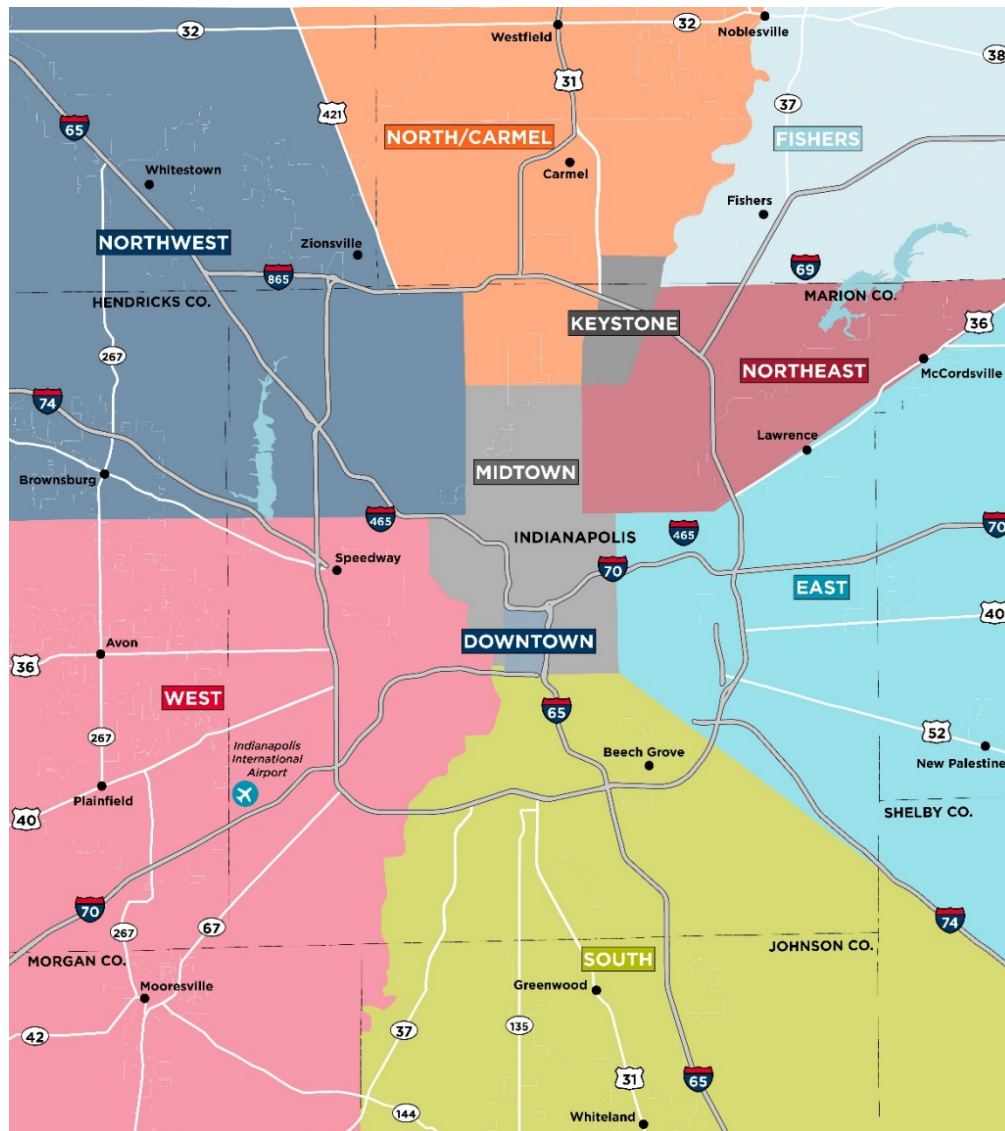 32
32
Westfield
Noblesville
38
31
37
421
65
NORTH/CARMEL
FISHERS
Carmel
Whitestown
Fishers
NORTHWEST
Zionsville
69
865
HENDRICKS CO.
MARION CO.
KEYSTONE
36
267
NORTHEAST
McCordsville
74
Lawrence
Brownsburg
MIDTOWN
465
INDIANAPOLIS
465
70
Speedway
70
EAST
40
DOWNTOWN
Avon
36
WEST
65
267
52
Indianapolis
International
Airport
Beech Grove
New Palestine
Plainfield
40
SHELBY CO.
70
74
267
67
JOHNSON CO.
MORGAN CO.
SOUTH
Mooresville
Greenwood
42
37
135
31
65
144
Whiteland